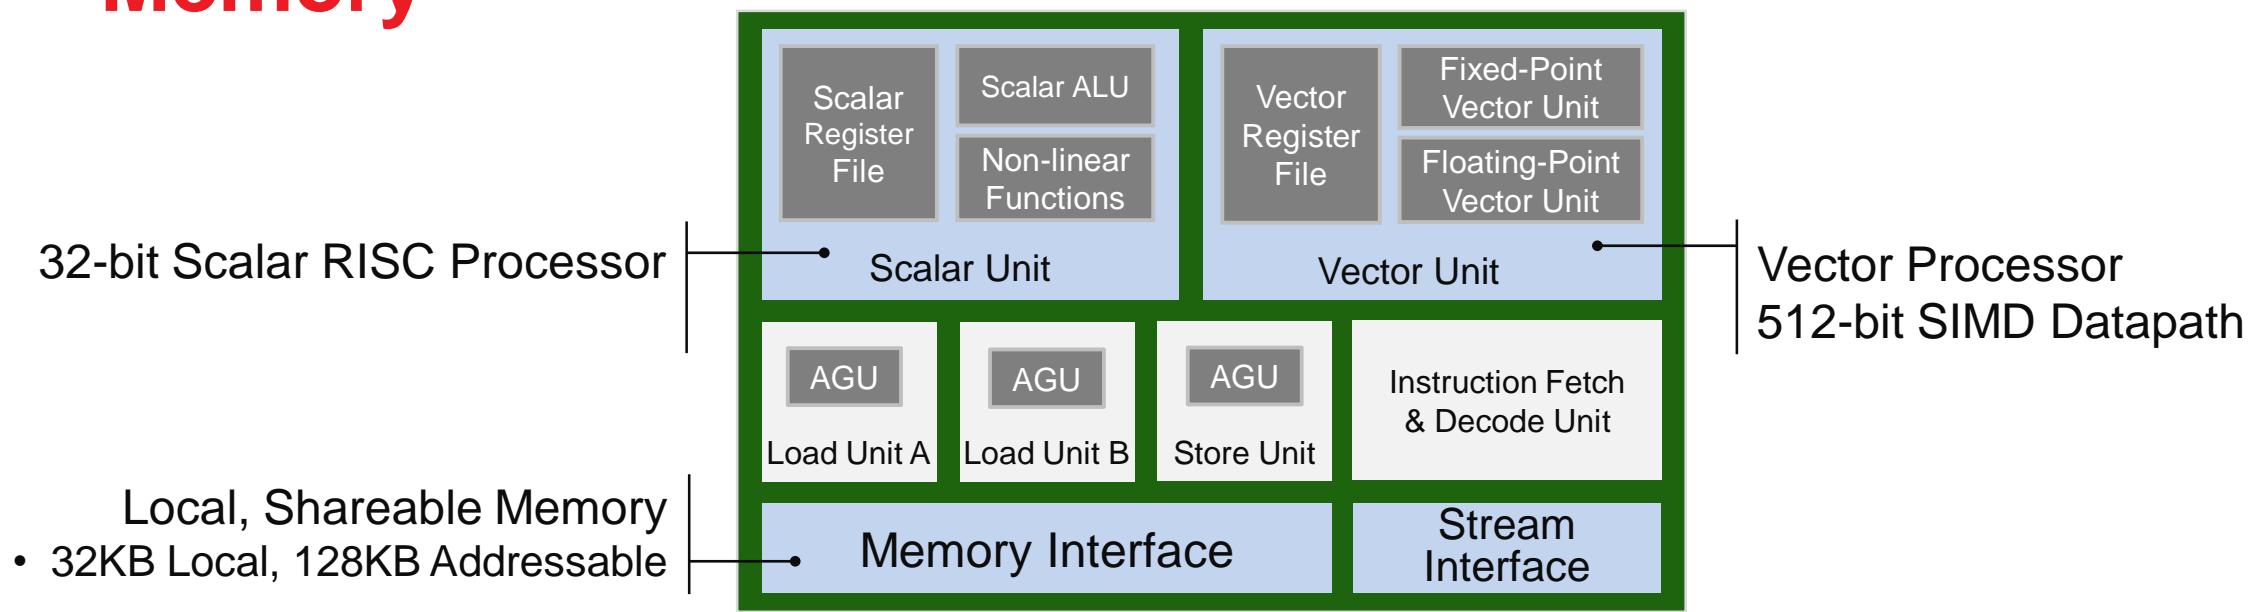 Memory
Scalar
Register
File
Scalar ALU
Non-linear
Functions
Scalar Unit
Vector
Register
File
Fixed-Point
Vector Unit
Floating-Point
Vector Unit
Vector Unit
32-bit Scalar RISC Processor
Vector Processor
512-bit SIMD Datapath
AGU
Load Unit A
AGU
Load Unit B
AGU
Store Unit
Instruction Fetch
& Decode Unit
Local, Shareable Memory
• 32KB Local, 128KB Addressable
Memory Interface
Stream
Interface